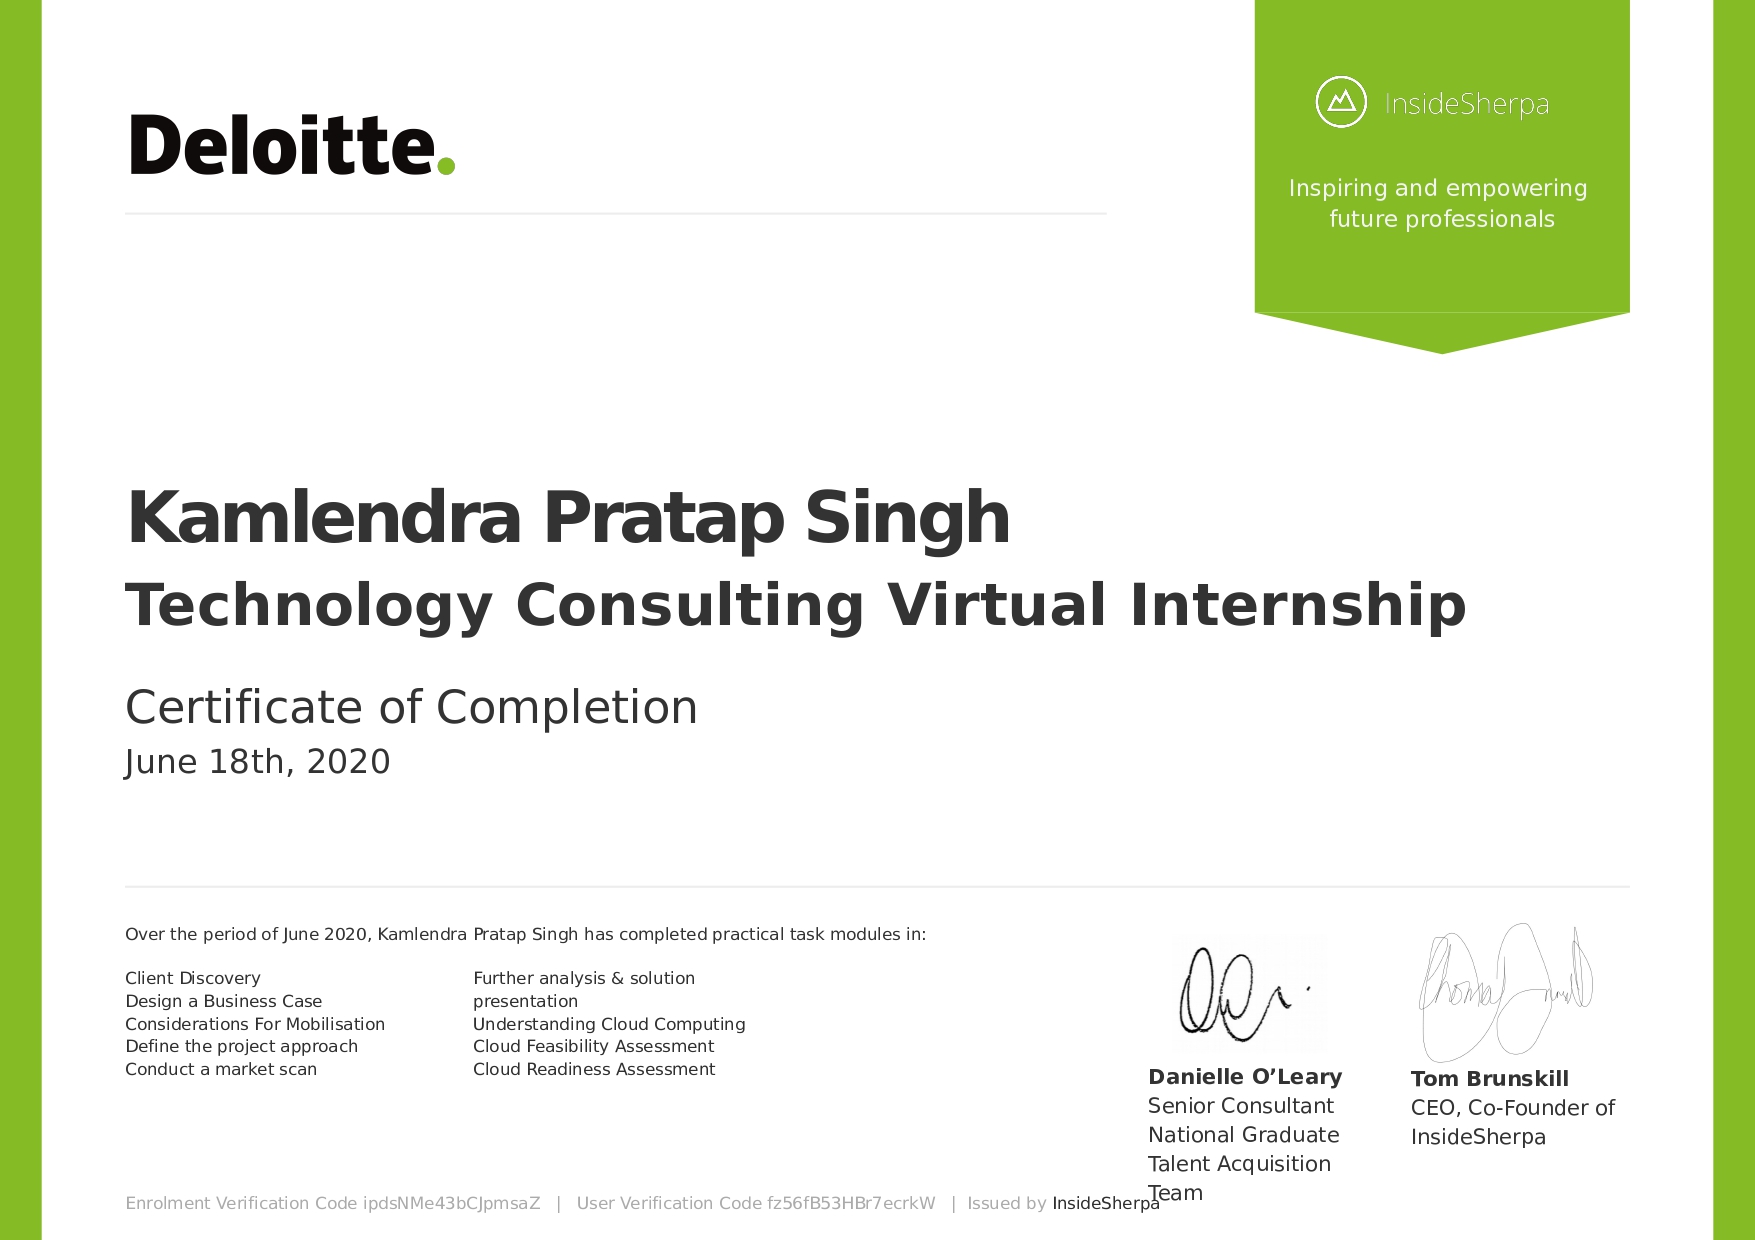 Deloitte.
InsideSherpa
Inspiring and empowering
future professionals
Kamlendra Pratap Singh
Technology Consulting Virtual Internship
Certificate of Completion
June 18th, 2020
Over the period of June 2020, Kamlendra Pratap Singh has completed practical task modules in:
Client Discovery
Design a Business Case
Considerations For Mobilisation
Define the project approach
Conduct a market scan
Further analysis & solution
presentation
Understanding Cloud Computing
Cloud Feasibility Assessment
Cloud Readiness Assessment
Danielle O’Leary
Senior Consultant
National Graduate
Talent Acquisition
Team
Tom Brunskill
CEO, Co-Founder of
InsideSherpa
Enrolment Verification Code ipdsNMe43bCJpmsaZ | User Verification Code fz56fB53HBr7ecrkW | Issued by InsideSherpa